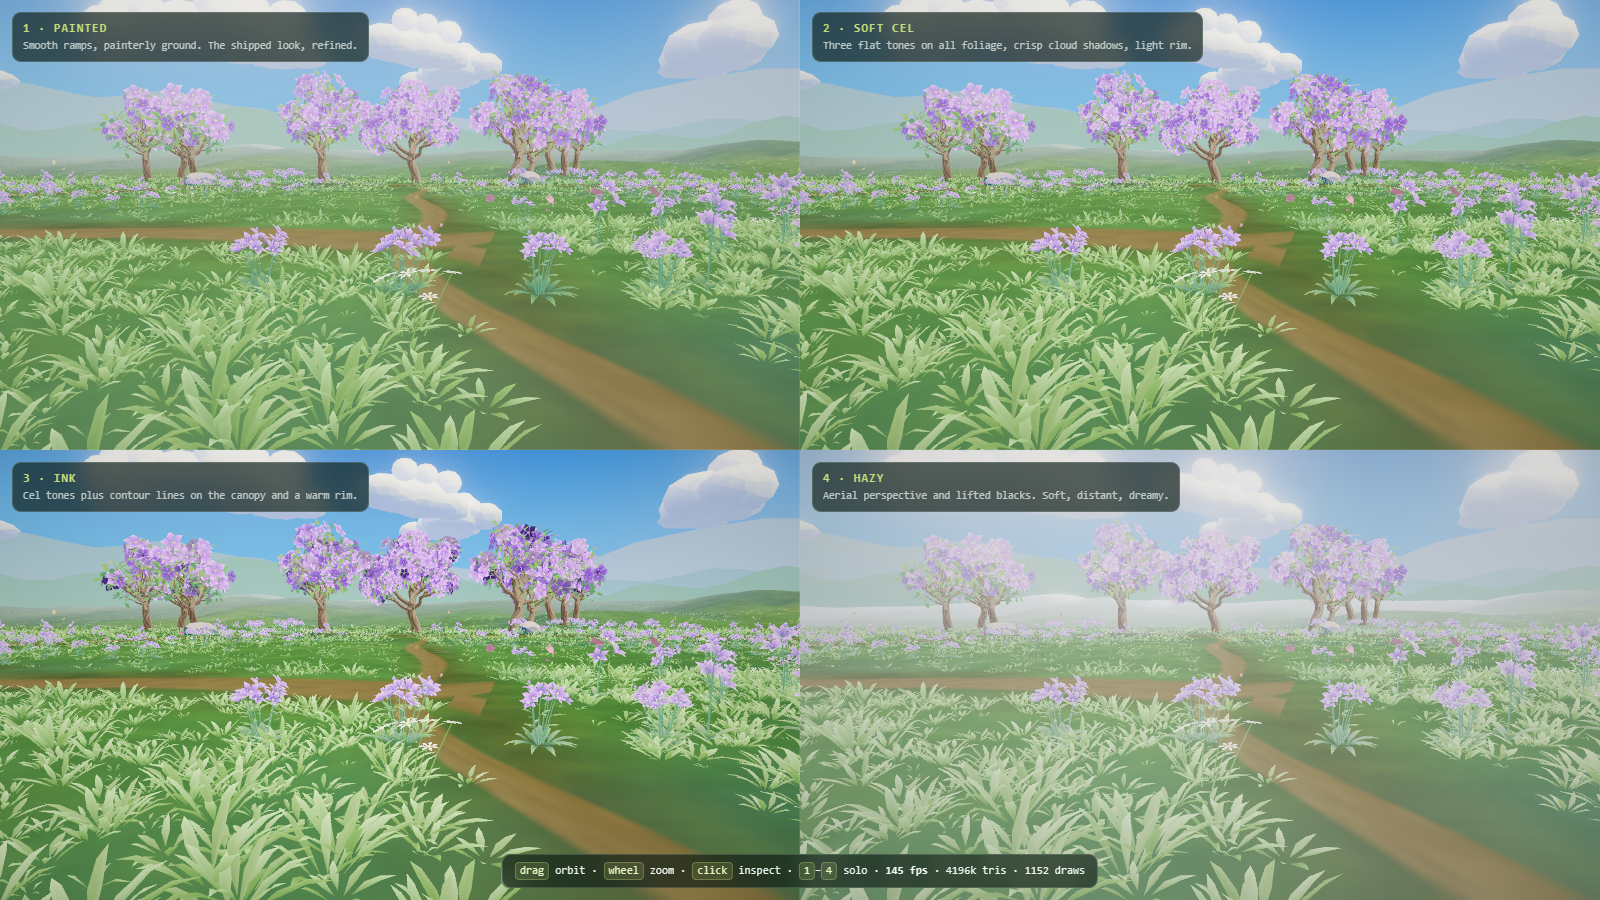 1 · PAINTED
Smooth ramps, painterly ground. The shipped look, refined.
2 · SOFT CEL
Three flat tones on all foliage, crisp cloud shadows, light rim.
3 · INK
Cel tones plus contour lines on the canopy and a warm rim.
4 · HAZY
Aerial perspective and lifted blacks. Soft, distant, dreamy.
drag orbit · wheel zoom · click inspect · 1–4 solo · 145 fps · 4196k tris · 1152 draws